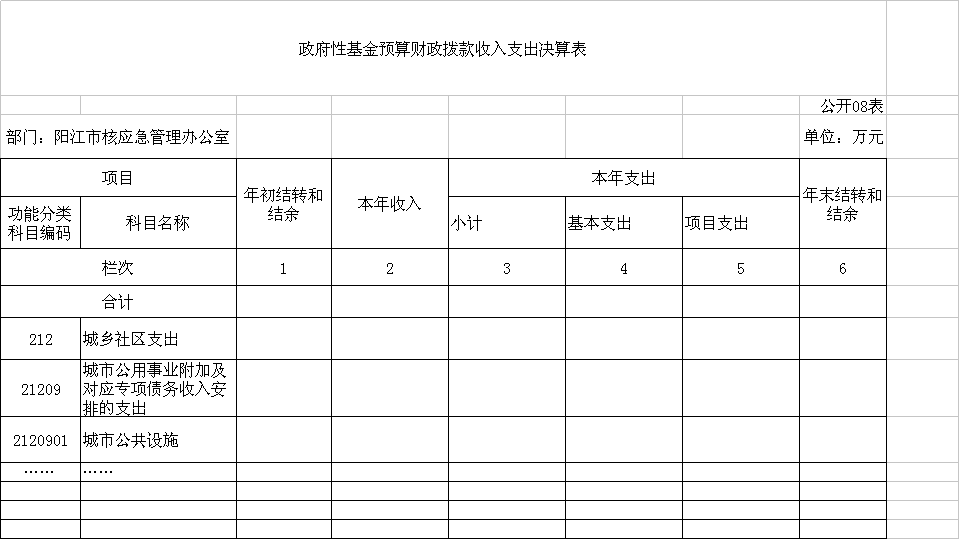 政府性基金预算财政拨款收入支出决算表
公开08表
部门：阳江市核应急管理办公室 单位：万元
项目 年初结转和结余 本年收入 本年支出 年末结转和结余
功能分类科目编码 科目名称 小计 基本支出 项目支出
栏次 1 2 3 4 5 6
合计
212 城乡社区支出
21209 城市公用事业附加及对应专项债务收入安排的支出
2120901 城市公共设施
…… ……